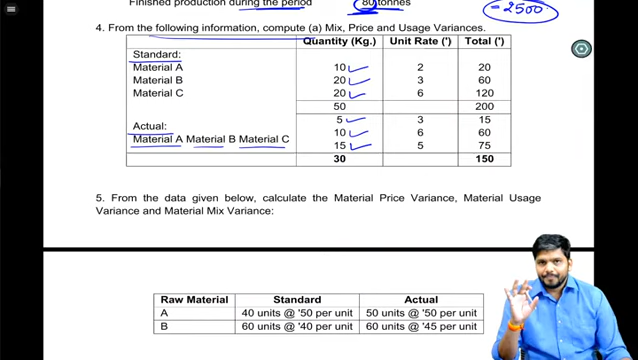 Finished production during the period 80 tonnes
= 2500
4. From the following information, compute (a) Mix, Price and Usage Variances.
Quantity (Kg.) Unit Rate (') Total (')
Standard:
Material A 10 2 20
Material B 20 3 60
Material C 20 6 120
50 200
Actual: 5 3 15
Material A Material B Material C 10 6 60
15 5 75
30 150
5. From the data given below, calculate the Material Price Variance, Material Usage
Variance and Material Mix Variance:
Raw Material Standard Actual
A 40 units @ '50 per unit 50 units @ '50 per unit
B 60 units @ '40 per unit 60 units @ '45 per unit